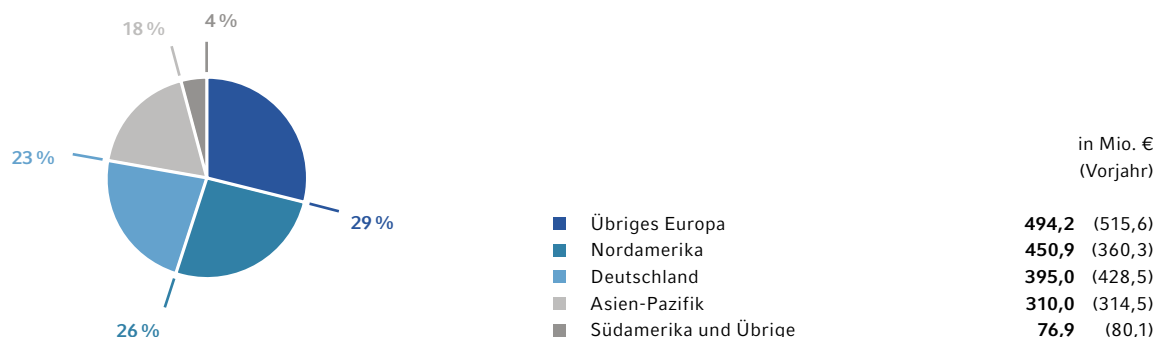 4 %
18 %
23 %
29 %
26 %
in Mio. €
(Vorjahr)
Übriges Europa 494,2 (515,6)
Nordamerika 450,9 (360,3)
Deutschland 395,0 (428,5)
Asien-Pazifik 310,0 (314,5)
Südamerika und Übrige 76,9 (80,1)